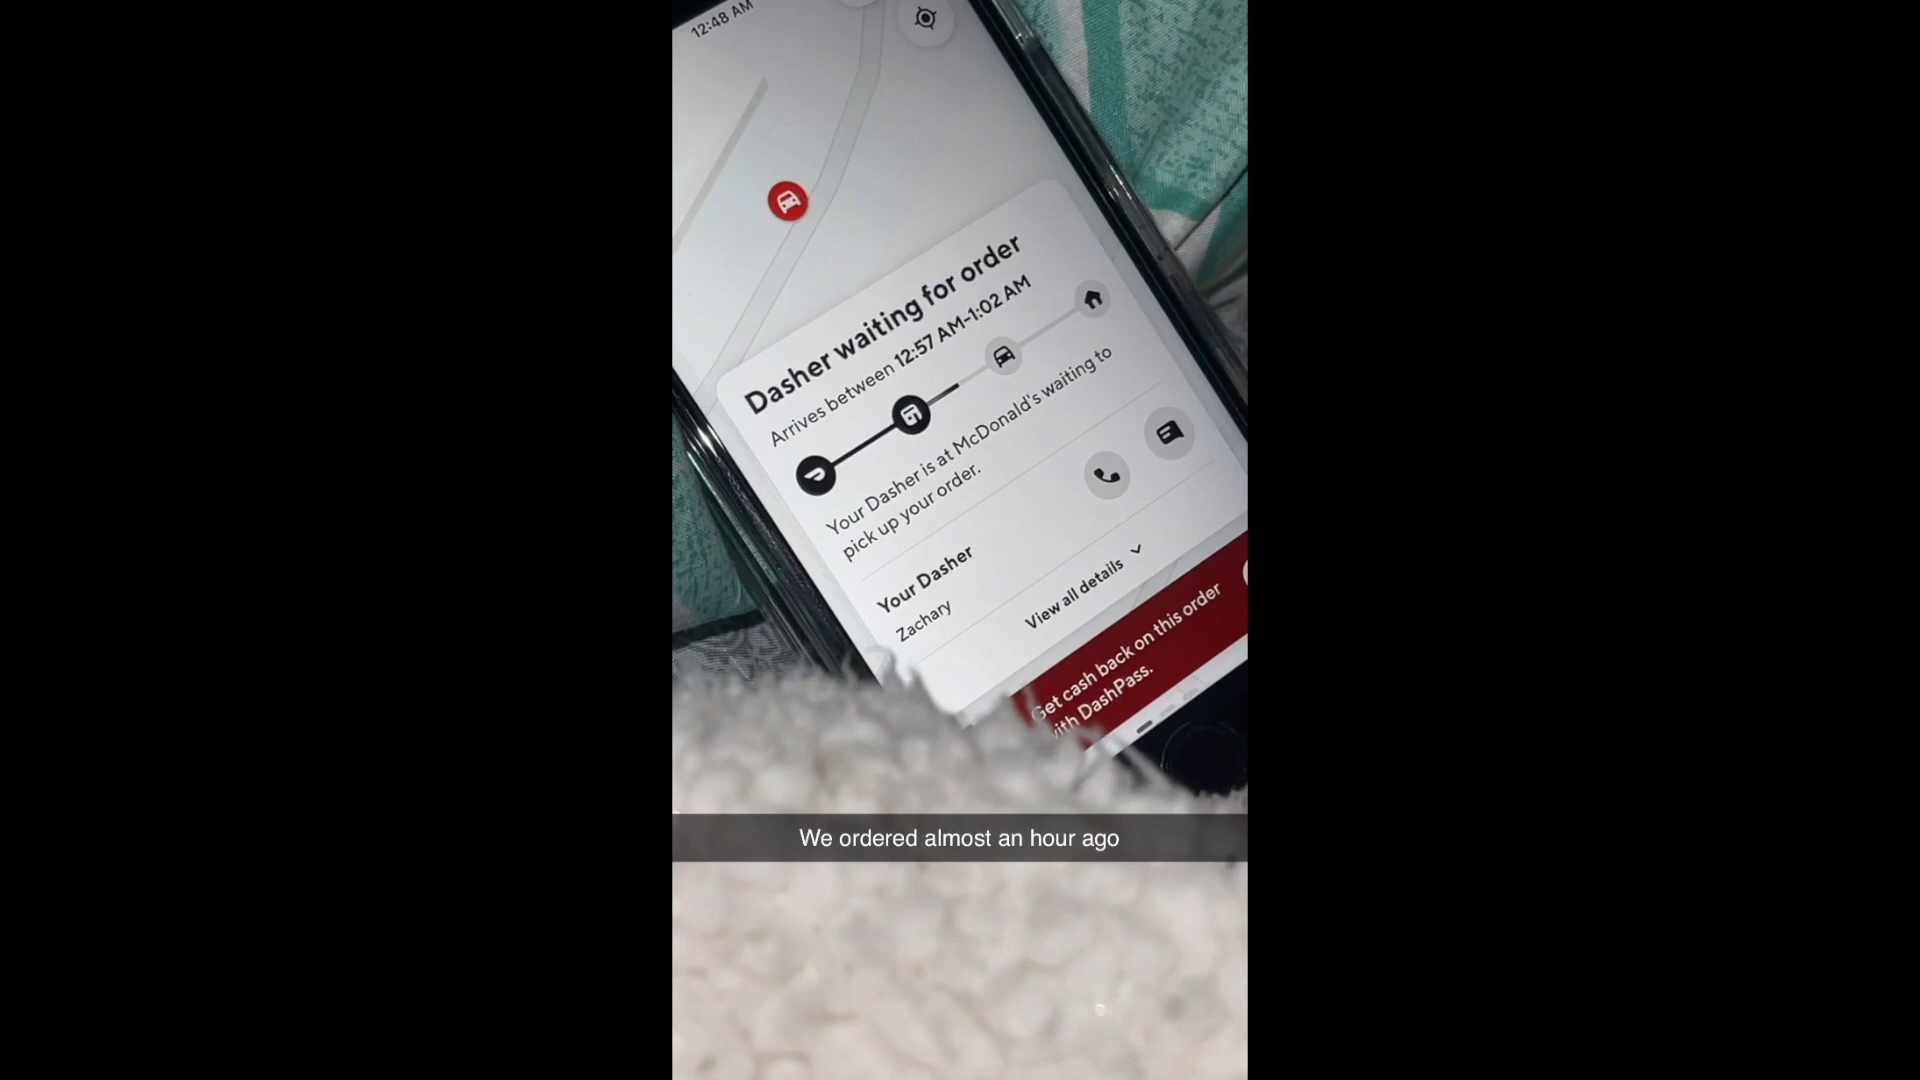 12:48 AM
Dasher waiting for order
Arrives between 12:57 AM-1:02 AM
Your Dasher is at McDonald's waiting to
pick up your order.
Your Dasher
Zachary
View all details
Get cash back on this order
with DashPass.
We ordered almost an hour ago